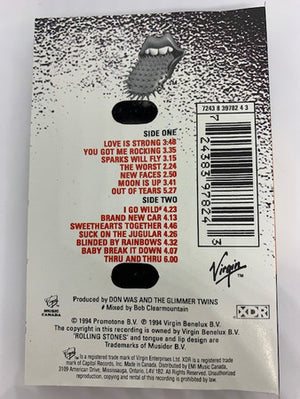 7243 8 39782 4 3
SIDE ONE
LOVE IS STRONG 3:48
YOU GOT ME ROCKING 3.35
SPARKS WILL FLY 3.15
THE WORST 2.24
NEW FACES 2.50
MOON IS UP 3.41
OUT OF TEARS 5.27
SIDE TWO
I GO WILD 4.23
BRAND NEW CAR 4.13
SWEETHEARTS TOGETHER 4.46
SUCK ON THE JUGULAR 4.26
BLINDED BY RAINBOWS 4.32
BABY BREAK IT DOWN 4.07
THRU AND THRU 6.00
7 24383 97824 3
Virgin
TM
VIRGIN
MUSIC
CANADA
Produced by DON WAS AND THE GLIMMER TWINS
Mixed by Bob Clearmountain
XDR
℗ 1994 Promotone B.V. © 1994 Virgin Benelux B.V.
The copyright in this recording is owned by Virgin Benelux B.V.
'ROLLING STONES' and tongue and lip design are
Trademarks of Musidor B.V.
is a registered trade mark of Virgin Enterprises Ltd. XDR is a registered trade
mark of Capitol Records, Inc. Made in Canada. Distributed by EMI Music Canada,
3109 American Drive, Mississauga, Ontario, L4V 1B2. All Rights Reserved. Unauthorized
reproduction, copying and rental of this recording is prohibited by law.